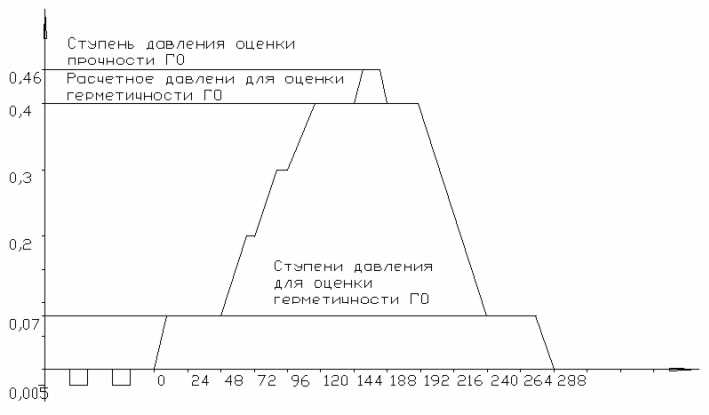 Ступень давления оценки
прочности ГО
0,46
Расчетное давлени для оценки
герметичности ГО
0,4
0,3
0,2
Ступени давления
для оценки
герметичности ГО
0,07
0 24 48 72 96 120 144 188 192 216 240 264 288
0,005